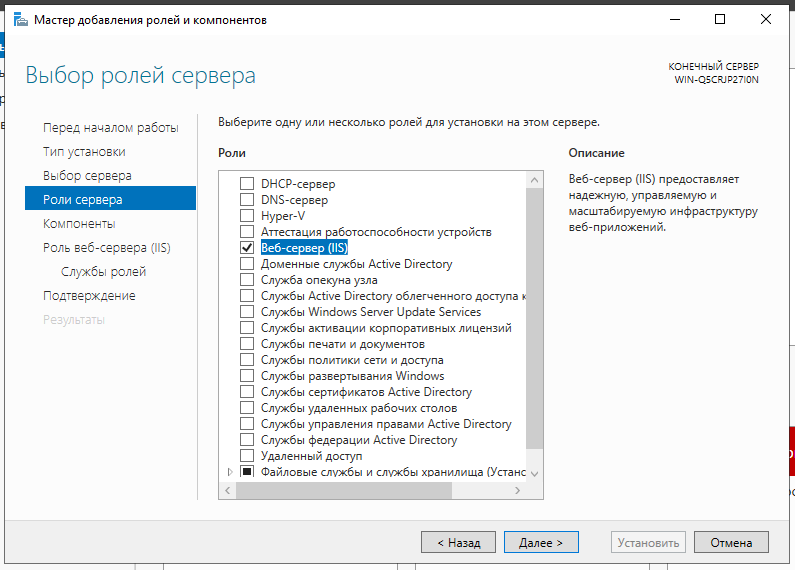 Мастер добавления ролей и компонентов
Выбор ролей сервера
КОНЕЧНЫЙ СЕРВЕР
WIN-Q5CRJP27I0N
Перед началом работы
Тип установки
Выбор сервера
Роли сервера
Компоненты
Роль веб-сервера (IIS)
Службы ролей
Подтверждение
Результаты
Выберите одну или несколько ролей для установки на этом сервере.
Роли
DHCP-сервер
DNS-сервер
Hyper-V
Аттестация работоспособности устройств
Веб-сервер (IIS)
Доменные службы Active Directory
Служба опекуна узла
Службы Active Directory облегченного доступа к
Службы Windows Server Update Services
Службы активации корпоративных лицензий
Службы печати и документов
Службы политики сети и доступа
Службы развертывания Windows
Службы сертификатов Active Directory
Службы удаленных рабочих столов
Службы управления правами Active Directory
Службы федерации Active Directory
Удаленный доступ
Файловые службы и службы хранилища (Устано
Описание
Веб-сервер (IIS) предоставляет
надежную, управляемую и
масштабируемую инфраструктуру
веб-приложений.
< Назад
Далее >
Установить
Отмена